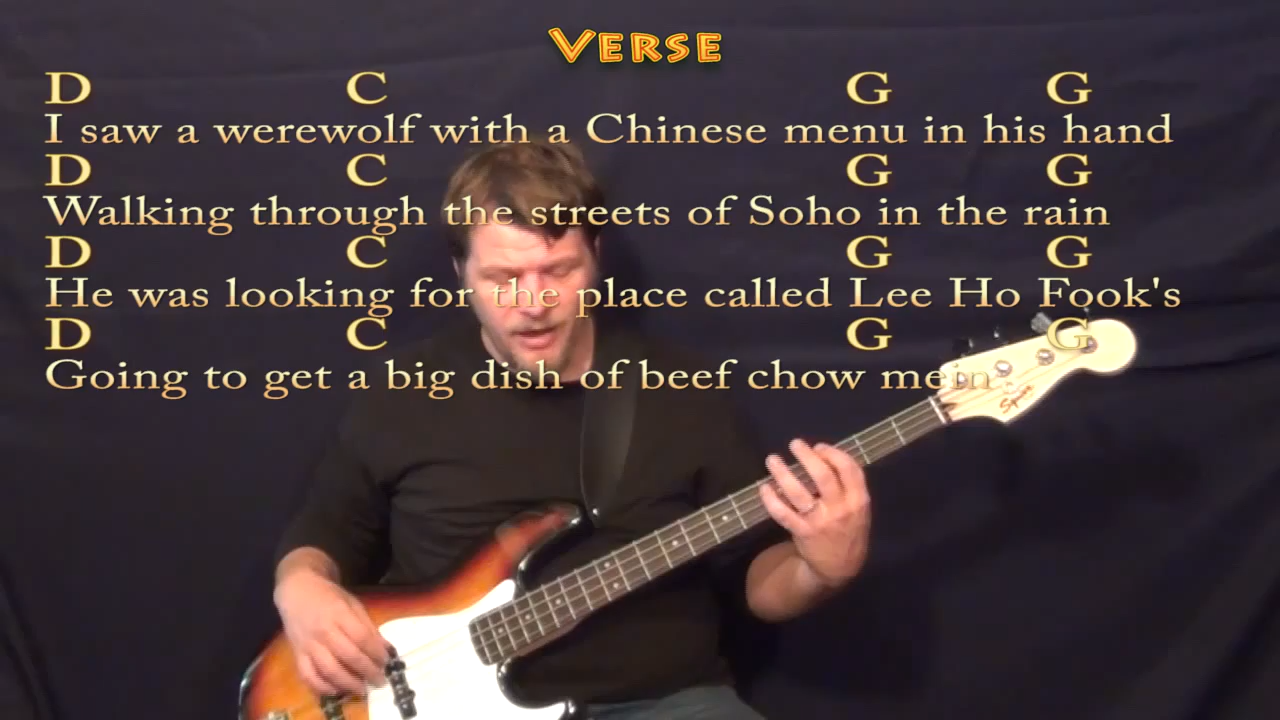 VERSE
D C G G
I saw a werewolf with a Chinese menu in his hand
D C G G
Walking through the streets of Soho in the rain
D C G G
He was looking for the place called Lee Ho Fook's
D C G G
Going to get a big dish of beef chow mein
Squier